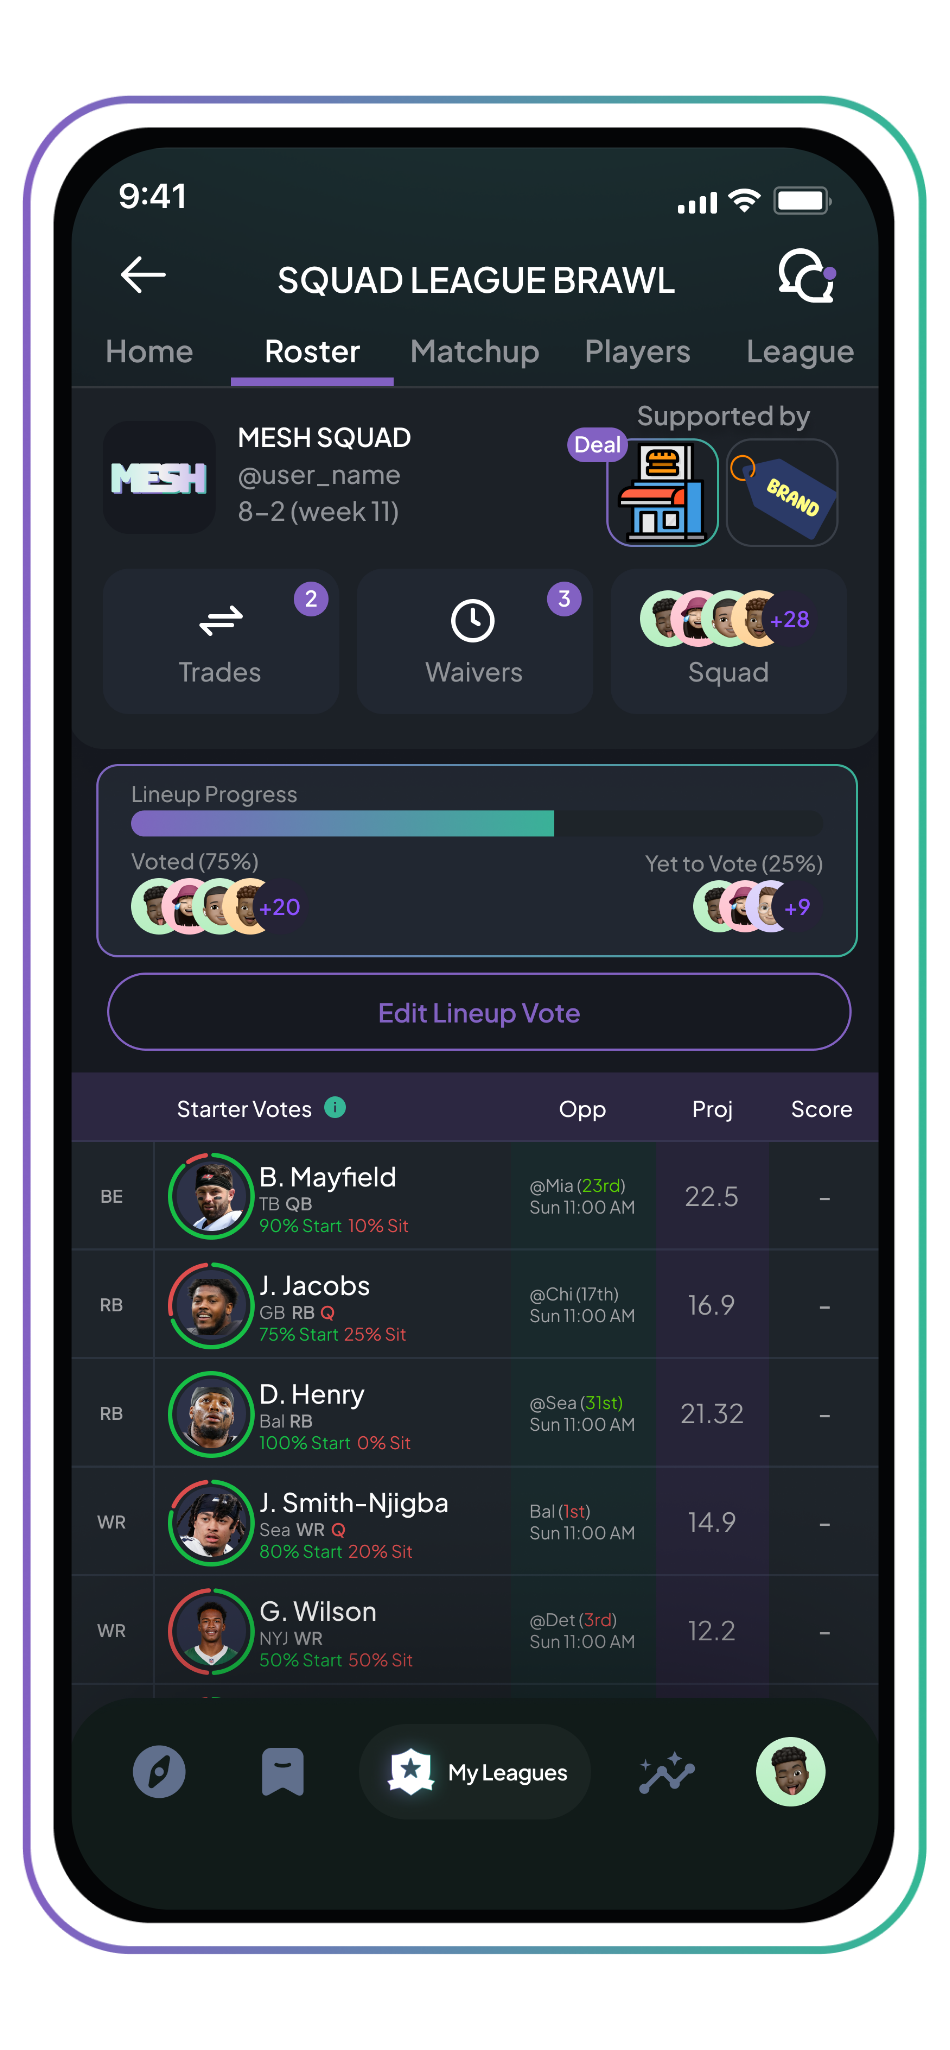 9:41
SQUAD LEAGUE BRAWL
Home Roster Matchup Players League
Supported by
Deal
MESH
MESH SQUAD
@user_name
8-2 (week 11)
BRAND
2
Trades
3
Waivers
+28
Squad
Lineup Progress
Voted (75%)
Yet to Vote (25%)
+20
+9
Edit Lineup Vote
Starter Votes i Opp Proj Score
BE
B. Mayfield
TB QB
90% Start 10% Sit
@Mia (23rd)
Sun 11:00 AM
22.5
-
RB
J. Jacobs
GB RB Q
75% Start 25% Sit
@Chi (17th)
Sun 11:00 AM
16.9
-
RB
D. Henry
Bal RB
100% Start 0% Sit
@Sea (31st)
Sun 11:00 AM
21.32
-
WR
J. Smith-Njigba
Sea WR Q
80% Start 20% Sit
Bal (1st)
Sun 11:00 AM
14.9
-
WR
G. Wilson
NYJ WR
50% Start 50% Sit
@Det (3rd)
Sun 11:00 AM
12.2
-
My Leagues